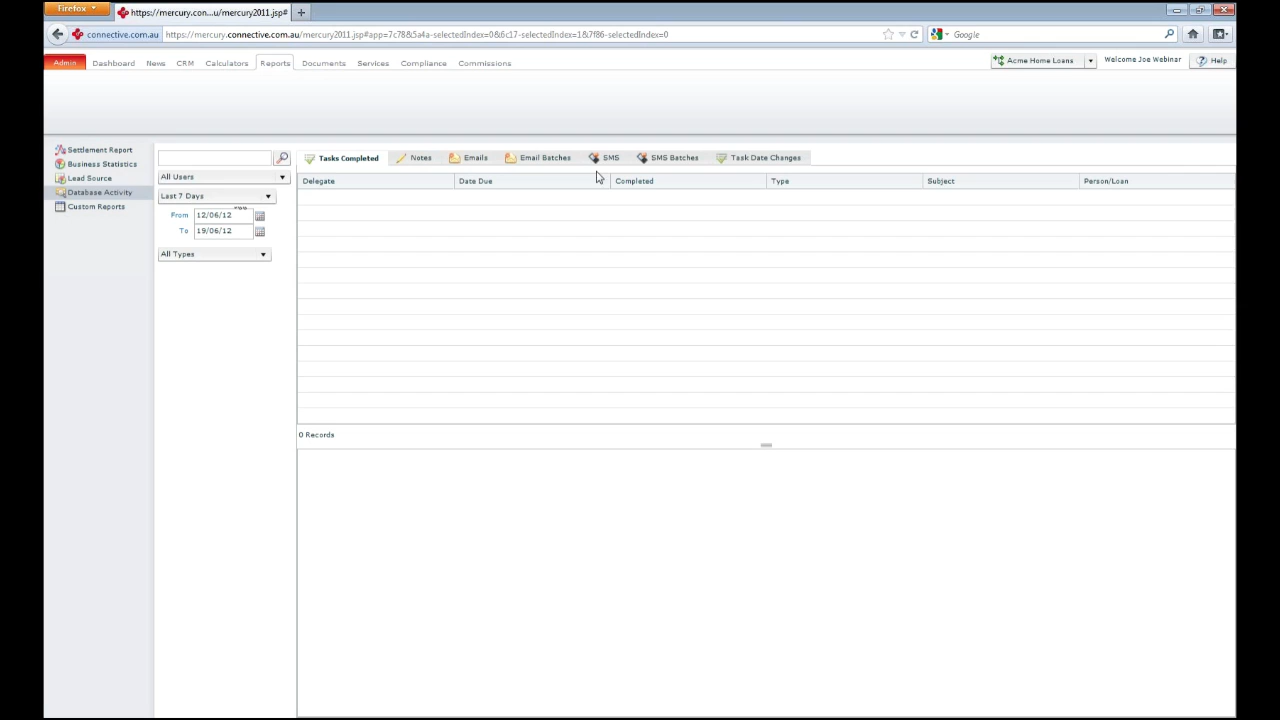 Firefox
https://mercury.con...u/mercury2011.jsp#
connective.com.au
https://mercury.connective.com.au/mercury2011.jsp#app=7c78&5a4a-selectedIndex=0&6c17-selectedIndex=1&7f86-selectedIndex=0
Google
Admin Dashboard News CRM Calculators Reports Documents Services Compliance Commissions
Acme Home Loans
Welcome Joe Webinar
Help
Settlement Report
Business Statistics
Lead Source
Database Activity
Custom Reports
All Users
Last 7 Days
From 12/06/12
To 19/06/12
All Types
Tasks Completed Notes Emails Email Batches SMS SMS Batches Task Date Changes
Delegate Date Due Completed Type Subject Person/Loan
0 Records